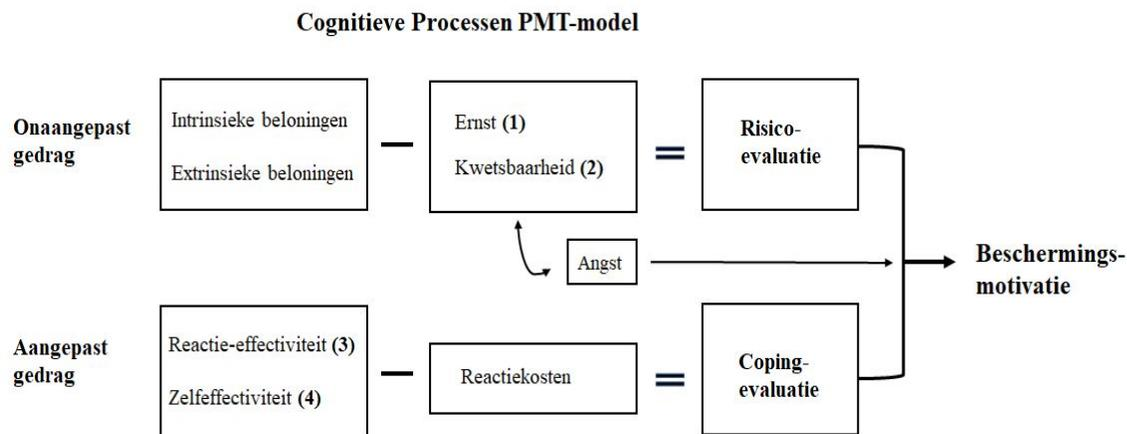 Cognitieve Processen PMT-model
Onaangepast
gedrag
Intrinsieke beloningen
Extrinsieke beloningen
Ernst (1)
Kwetsbaarheid (2)
Risico-
evaluatie
Angst
Beschermings-
motivatie
Aangepast
gedrag
Reactie-effectiviteit (3)
Zelfeffectiviteit (4)
Reactiekosten
Coping-
evaluatie